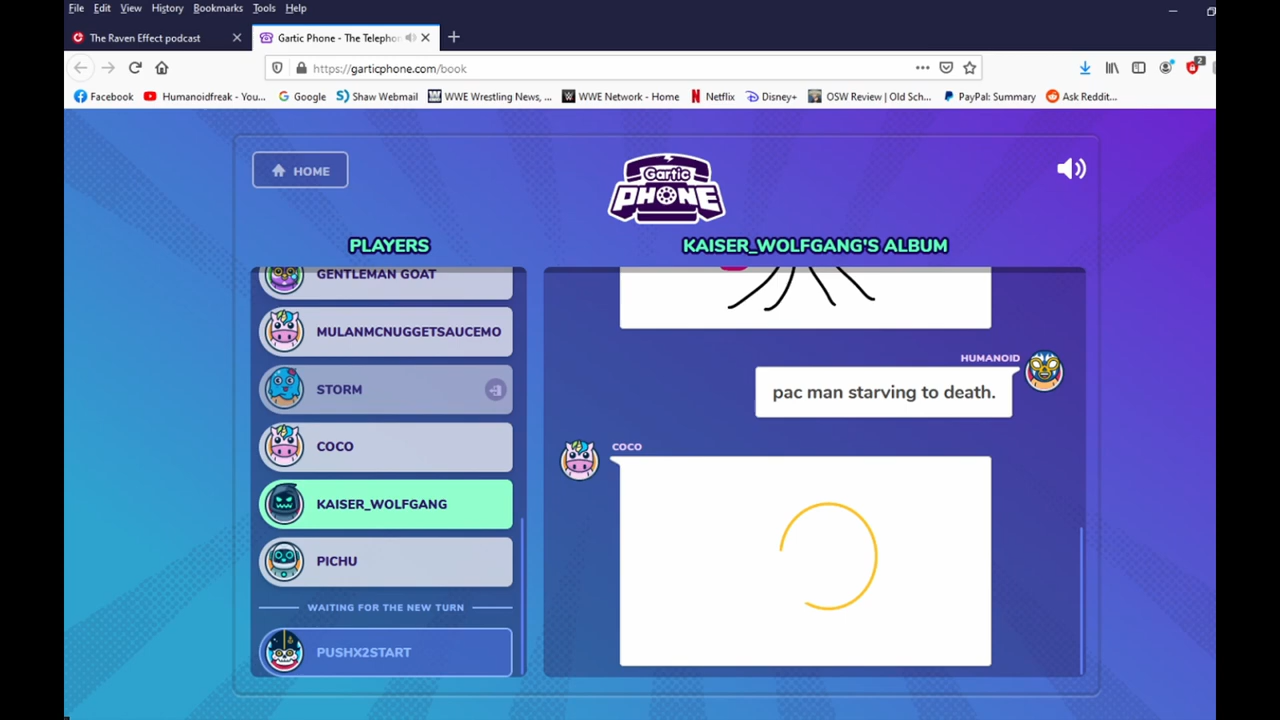 File Edit View History Bookmarks Tools Help
The Raven Effect podcast
Gartic Phone - The Telepho
https://garticphone.com/book
2
Facebook Humanoidfreak - You... Google Shaw Webmail WWE Wrestling News, ... WWE Network - Home Netflix Disney+ OSW Review | Old Sch... PayPal: Summary Ask Reddit...
HOME
Gartic
PHONE
PLAYERS
KAISER_WOLFGANG'S ALBUM
GENTLEMAN GOAT
MULANMCNUGGETSAUCEMO
STORM
COCO
KAISER_WOLFGANG
PICHU
WAITING FOR THE NEW TURN
PUSHX2START
HUMANOID
pac man starving to death.
COCO